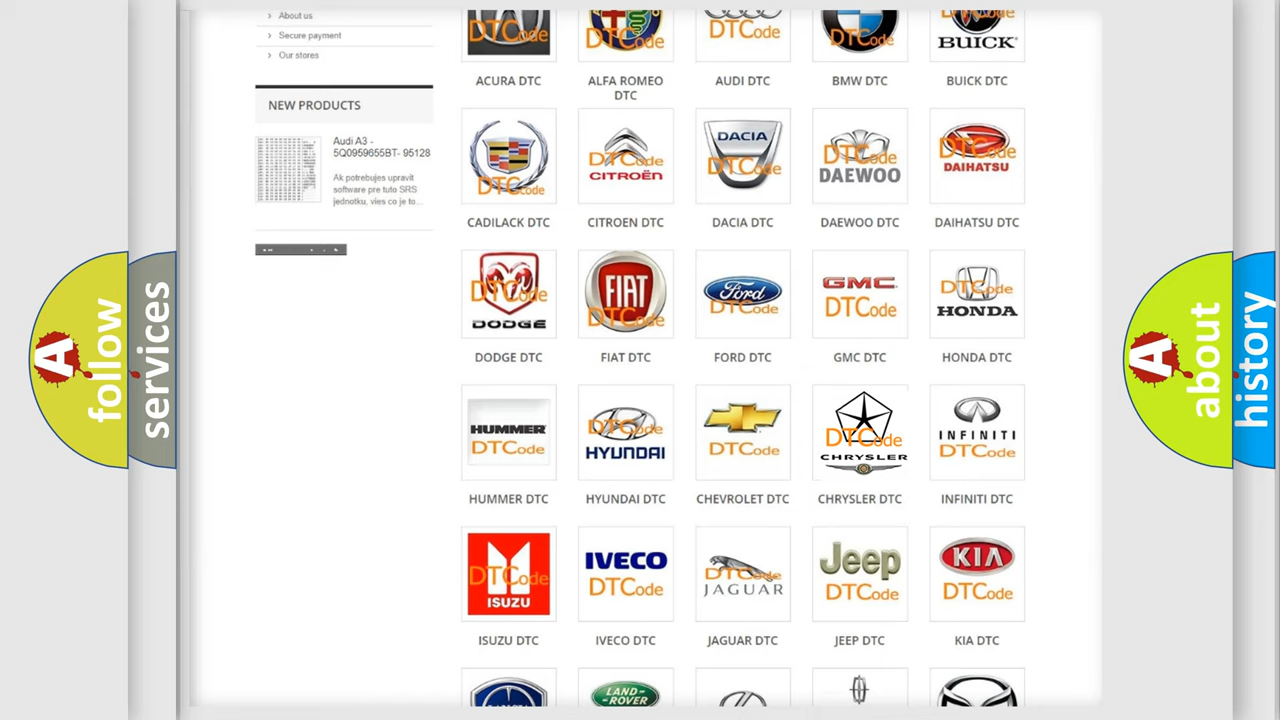 About us
Secure payment
Our stores
NEW PRODUCTS
Audi A3 -
5Q0959655BT- 95128
Ak potrebujes upravit
software pre tuto SRS
jednotku, vies co je to...
DTCode
DTCode
DTCode
DTCode
BUICK
ACURA DTC
ALFA ROMEO
DTC
AUDI DTC
BMW DTC
BUICK DTC
DTCode
DTCode
CITROËN
DACIA
DTCode
DTCode
DAEWOO
DTCode
DAIHATSU
CADILACK DTC
CITROEN DTC
DACIA DTC
DAEWOO DTC
DAIHATSU DTC
DTCode
DODGE
FIAT
DTCode
Ford
DTCode
GMC
DTCode
DTCode
HONDA
DODGE DTC
FIAT DTC
FORD DTC
GMC DTC
HONDA DTC
HUMMER
DTCode
DTCode
HYUNDAI
DTCode
DTCode
CHRYSLER
INFINITI
DTCode
HUMMER DTC
HYUNDAI DTC
CHEVROLET DTC
CHRYSLER DTC
INFINITI DTC
DTCode
ISUZU
IVECO
DTCode
DTCode
JAGUAR
Jeep
DTCode
KIA
DTCode
ISUZU DTC
IVECO DTC
JAGUAR DTC
JEEP DTC
KIA DTC
LAND-
ROVER
A
follow
services
A
about
history